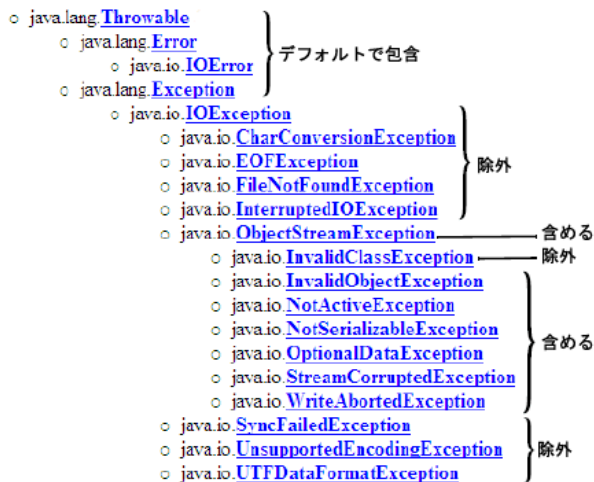 java.lang.Throwable
java.lang.Error
java.io.IOError
java.lang.Exception
デフォルトで包含
java.io.IOException
java.io.CharConversionException
java.io.EOFException
java.io.FileNotFoundException
java.io.InterruptedIOException
除外
java.io.ObjectStreamException 含める
java.io.InvalidClassException 除外
java.io.InvalidObjectException
java.io.NotActiveException
java.io.NotSerializableException
java.io.OptionalDataException
java.io.StreamCorruptedException
java.io.WriteAbortedException
含める
java.io.SyncFailedException
java.io.UnsupportedEncodingException
java.io.UTFDataFormatException
除外